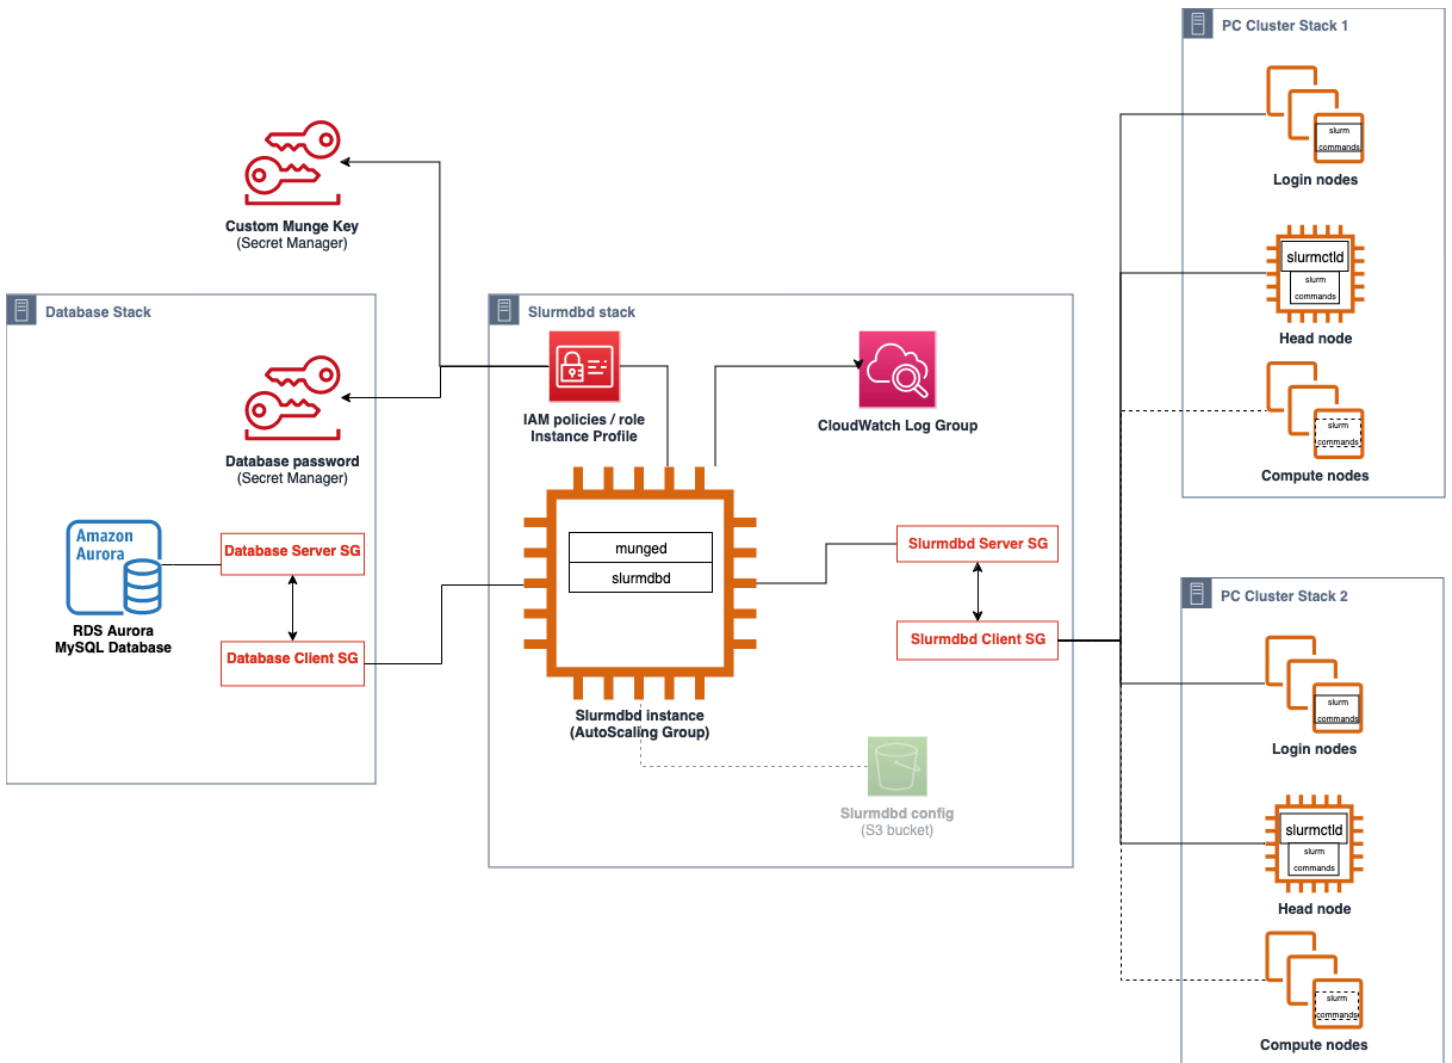 PC Cluster Stack 1
slurm
commands
Login nodes
slurmctld
slurm
commands
Head node
slurm
commands
Compute nodes
Custom Munge Key
(Secret Manager)
Database Stack
Database password
(Secret Manager)
Amazon
Aurora
RDS Aurora
MySQL Database
Database Server SG
Database Client SG
Slurmdbd stack
IAM policies / role
Instance Profile
CloudWatch Log Group
munged
slurmdbd
Slurmdbd instance
(AutoScaling Group)
Slurmdbd Server SG
Slurmdbd Client SG
Slurmdbd config
(S3 bucket)
PC Cluster Stack 2
slurm
commands
Login nodes
slurmctld
slurm
commands
Head node
slurm
commands
Compute nodes